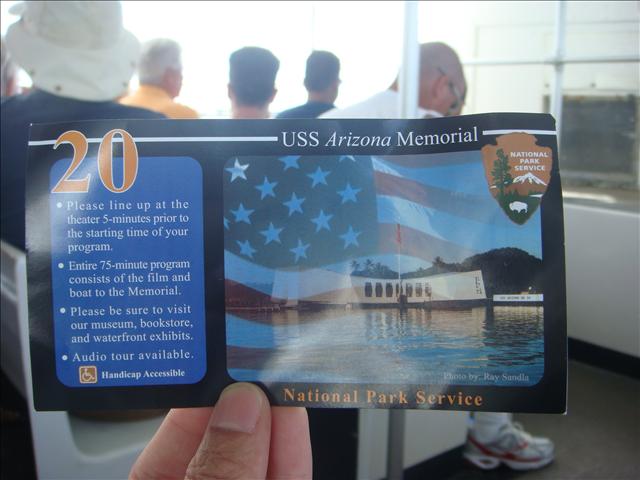 20
USS Arizona Memorial
NATIONAL
PARK
SERVICE
• Please line up at the
theater 5-minutes prior to
the starting time of your
program.
• Entire 75-minute program
consists of the film and
boat to the Memorial.
• Please be sure to visit
our museum, bookstore,
and waterfront exhibits.
• Audio tour available.
Handicap Accessible
Photo by: Ray Sandla
National Park Service